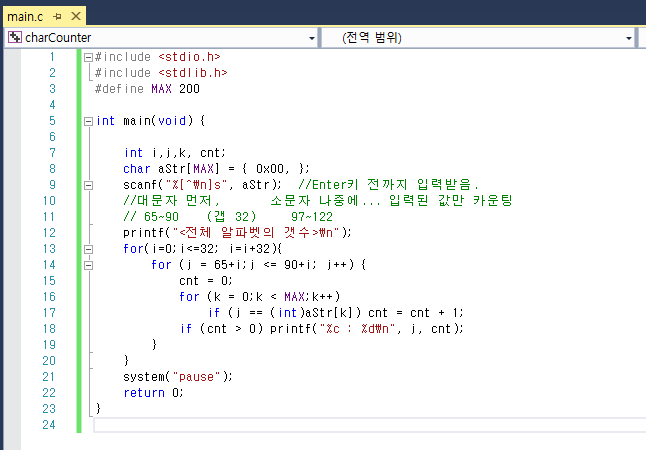 main.c
charCounter (전역 범위)
1 #include <stdio.h>
2 #include <stdlib.h>
3 #define MAX 200
4
5 int main(void) {
6
7 int i,j,k, cnt;
8 char aStr[MAX] = { 0x00, };
9 scanf("%[^₩n]s", aStr); //Enter키 전까지 입력받음.
10 //대문자 먼저, 소문자 나중에... 입력된 값만 카운팅
11 // 65~90 (갭 32) 97~122
12 printf("<전체 알파벳의 갯수>₩n");
13 for(i=0;i<=32; i=i+32){
14 for (j = 65+i;j <= 90+i; j++) {
15 cnt = 0;
16 for (k = 0;k < MAX;k++)
17 if (j == (int)aStr[k]) cnt = cnt + 1;
18 if (cnt > 0) printf("%c : %d₩n", j, cnt);
19 }
20 }
21 system("pause");
22 return 0;
23 }
24